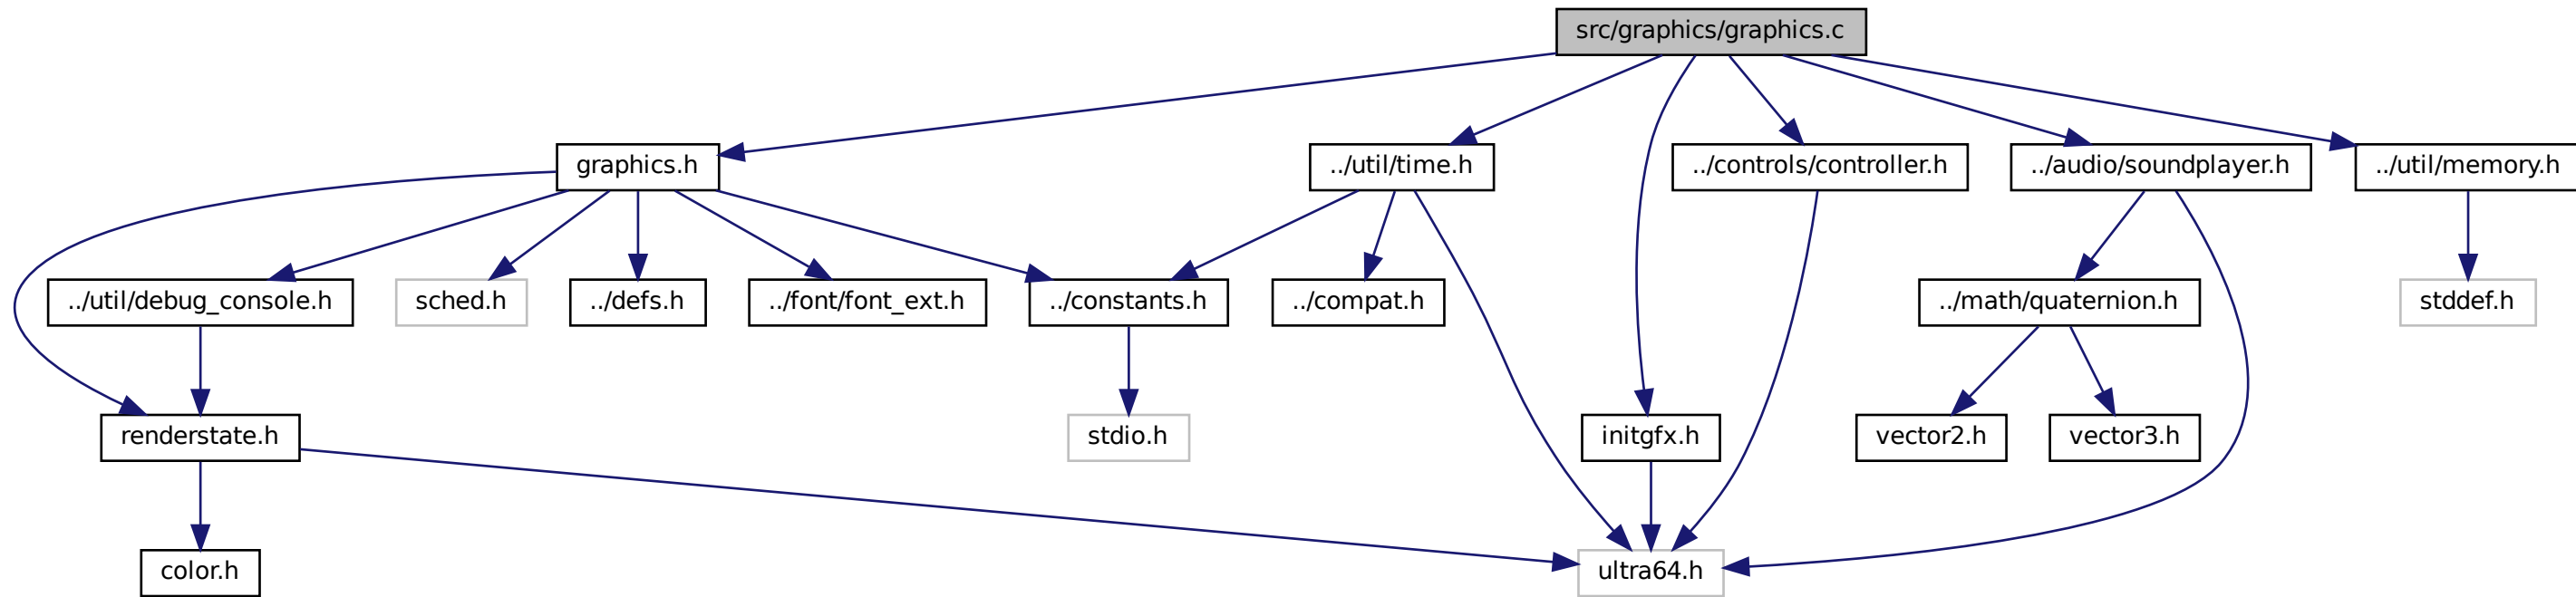 src/graphics/graphics.c
graphics.h
../util/time.h
../controls/controller.h
../audio/soundplayer.h
../util/memory.h
../util/debug_console.h
sched.h
../defs.h
../font/font_ext.h
../constants.h
../compat.h
../math/quaternion.h
stddef.h
renderstate.h
stdio.h
initgfx.h
vector2.h
vector3.h
color.h
ultra64.h